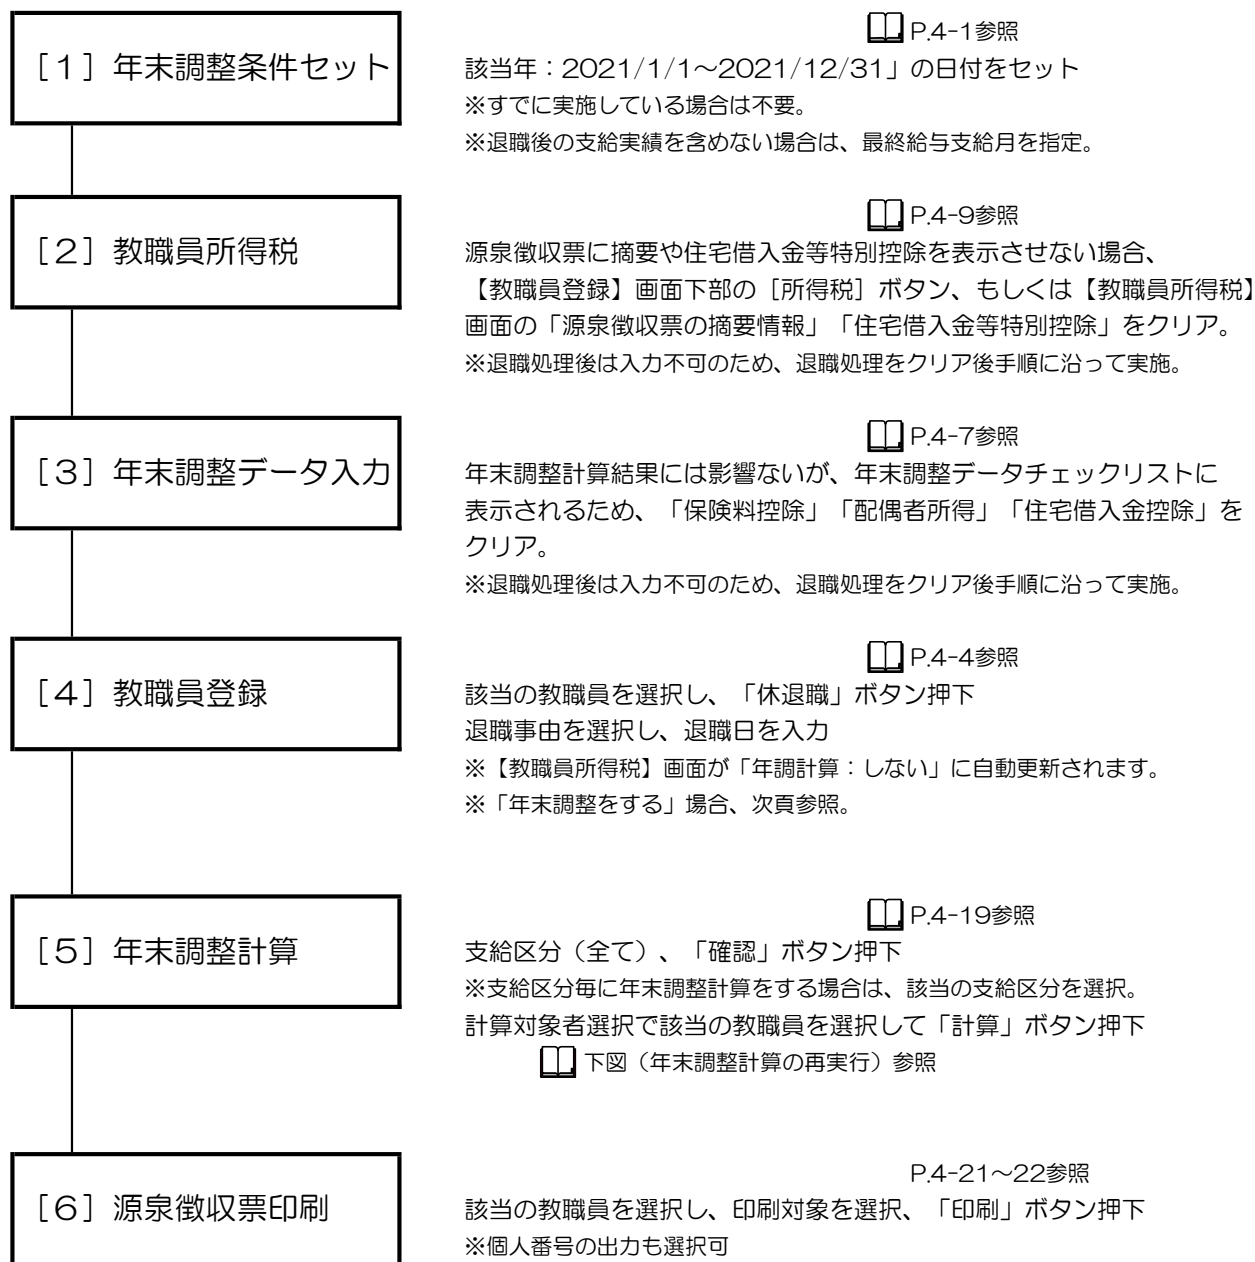 P.4-1参照
［1］年末調整条件セット
該当年：2021/1/1～2021/12/31」の日付をセット
※すでに実施している場合は不要。
※退職後の支給実績を含めない場合は、最終給与支給月を指定。
P.4-9参照
［2］教職員所得税
源泉徴収票に摘要や住宅借入金等特別控除を表示させない場合、
【教職員登録】画面下部の［所得税］ボタン、もしくは【教職員所得税】
画面の「源泉徴収票の摘要情報」「住宅借入金等特別控除」をクリア。
※退職処理後は入力不可のため、退職処理をクリア後手順に沿って実施。
P.4-7参照
［3］年末調整データ入力
年末調整計算結果には影響ないが、年末調整データチェックリストに
表示されるため、「保険料控除」「配偶者所得」「住宅借入金控除」を
クリア。
※退職処理後は入力不可のため、退職処理をクリア後手順に沿って実施。
P.4-4参照
［4］教職員登録
該当の教職員を選択し、「休退職」ボタン押下
退職事由を選択し、退職日を入力
※【教職員所得税】画面が「年調計算：しない」に自動更新されます。
※「年末調整をする」場合、次頁参照。
P.4-19参照
［5］年末調整計算
支給区分（全て）、「確認」ボタン押下
※支給区分毎に年末調整計算をする場合は、該当の支給区分を選択。
計算対象者選択で該当の教職員を選択して「計算」ボタン押下
下図（年末調整計算の再実行）参照
P.4-21～22参照
［6］源泉徴収票印刷
該当の教職員を選択し、印刷対象を選択、「印刷」ボタン押下
※個人番号の出力も選択可